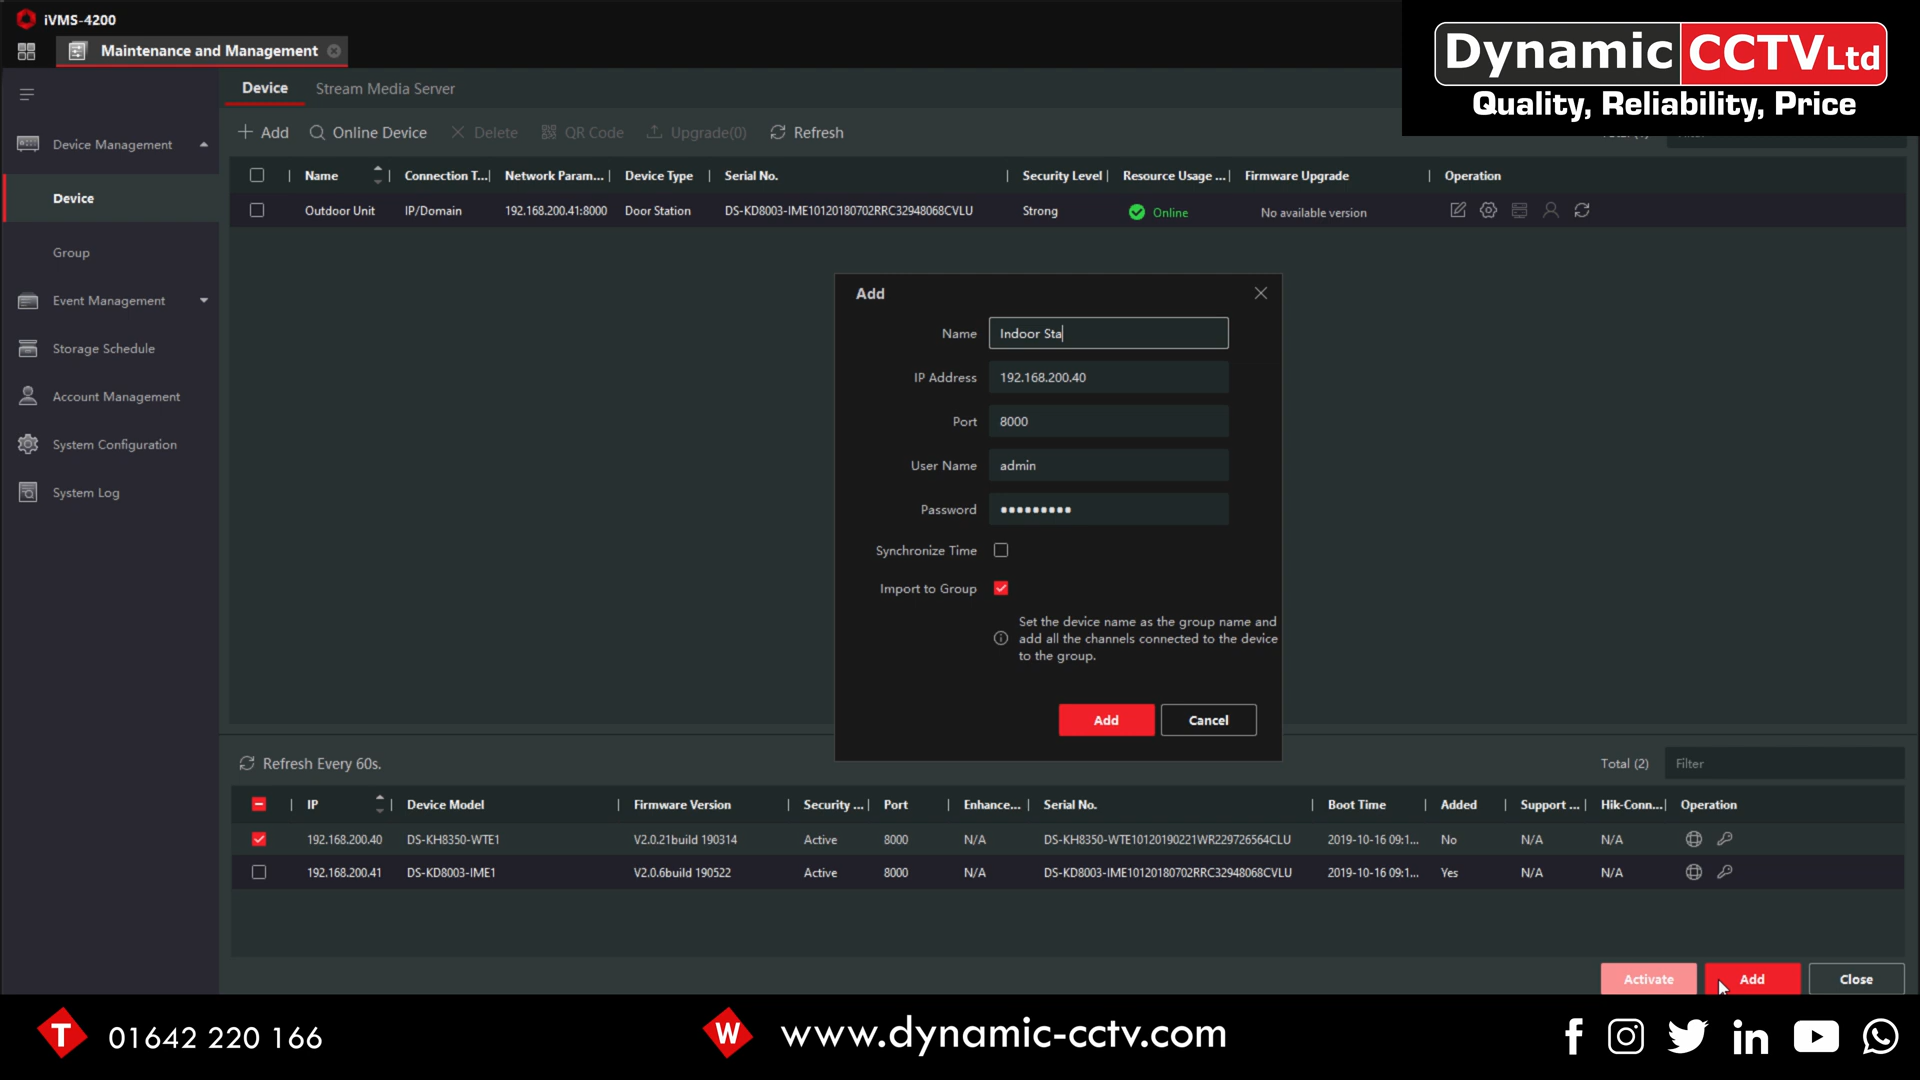 iVMS-4200
Dynamic CCTV Ltd
Quality, Reliability, Price
Maintenance and Management
Device Stream Media Server
Add Online Device Delete QR Code Upgrade(0) Refresh
Device Management
Device
Group
Event Management
Storage Schedule
Account Management
System Configuration
System Log
Name Connection T... Network Param... Device Type Serial No. Security Level Resource Usage ... Firmware Upgrade Operation
Outdoor Unit IP/Domain 192.168.200.41:8000 Door Station DS-KD8003-IME10120180702RRC32948068CVLU Strong Online No available version
Add
Name Indoor Sta
IP Address 192.168.200.40
Port 8000
User Name admin
Password •••••••••
Synchronize Time
Import to Group
Set the device name as the group name and
add all the channels connected to the device
to the group.
Add Cancel
Refresh Every 60s. Total (2) Filter
IP Device Model Firmware Version Security ... Port Enhance... Serial No. Boot Time Added Support ... Hik-Conn... Operation
192.168.200.40 DS-KH8350-WTE1 V2.0.21build 190314 Active 8000 N/A DS-KH8350-WTE10120190221WR229726564CLU 2019-10-16 09:1... No N/A N/A
192.168.200.41 DS-KD8003-IME1 V2.0.6build 190522 Active 8000 N/A DS-KD8003-IME10120180702RRC32948068CVLU 2019-10-16 09:1... Yes N/A N/A
Activate Add Close
T 01642 220 166 W www.dynamic-cctv.com